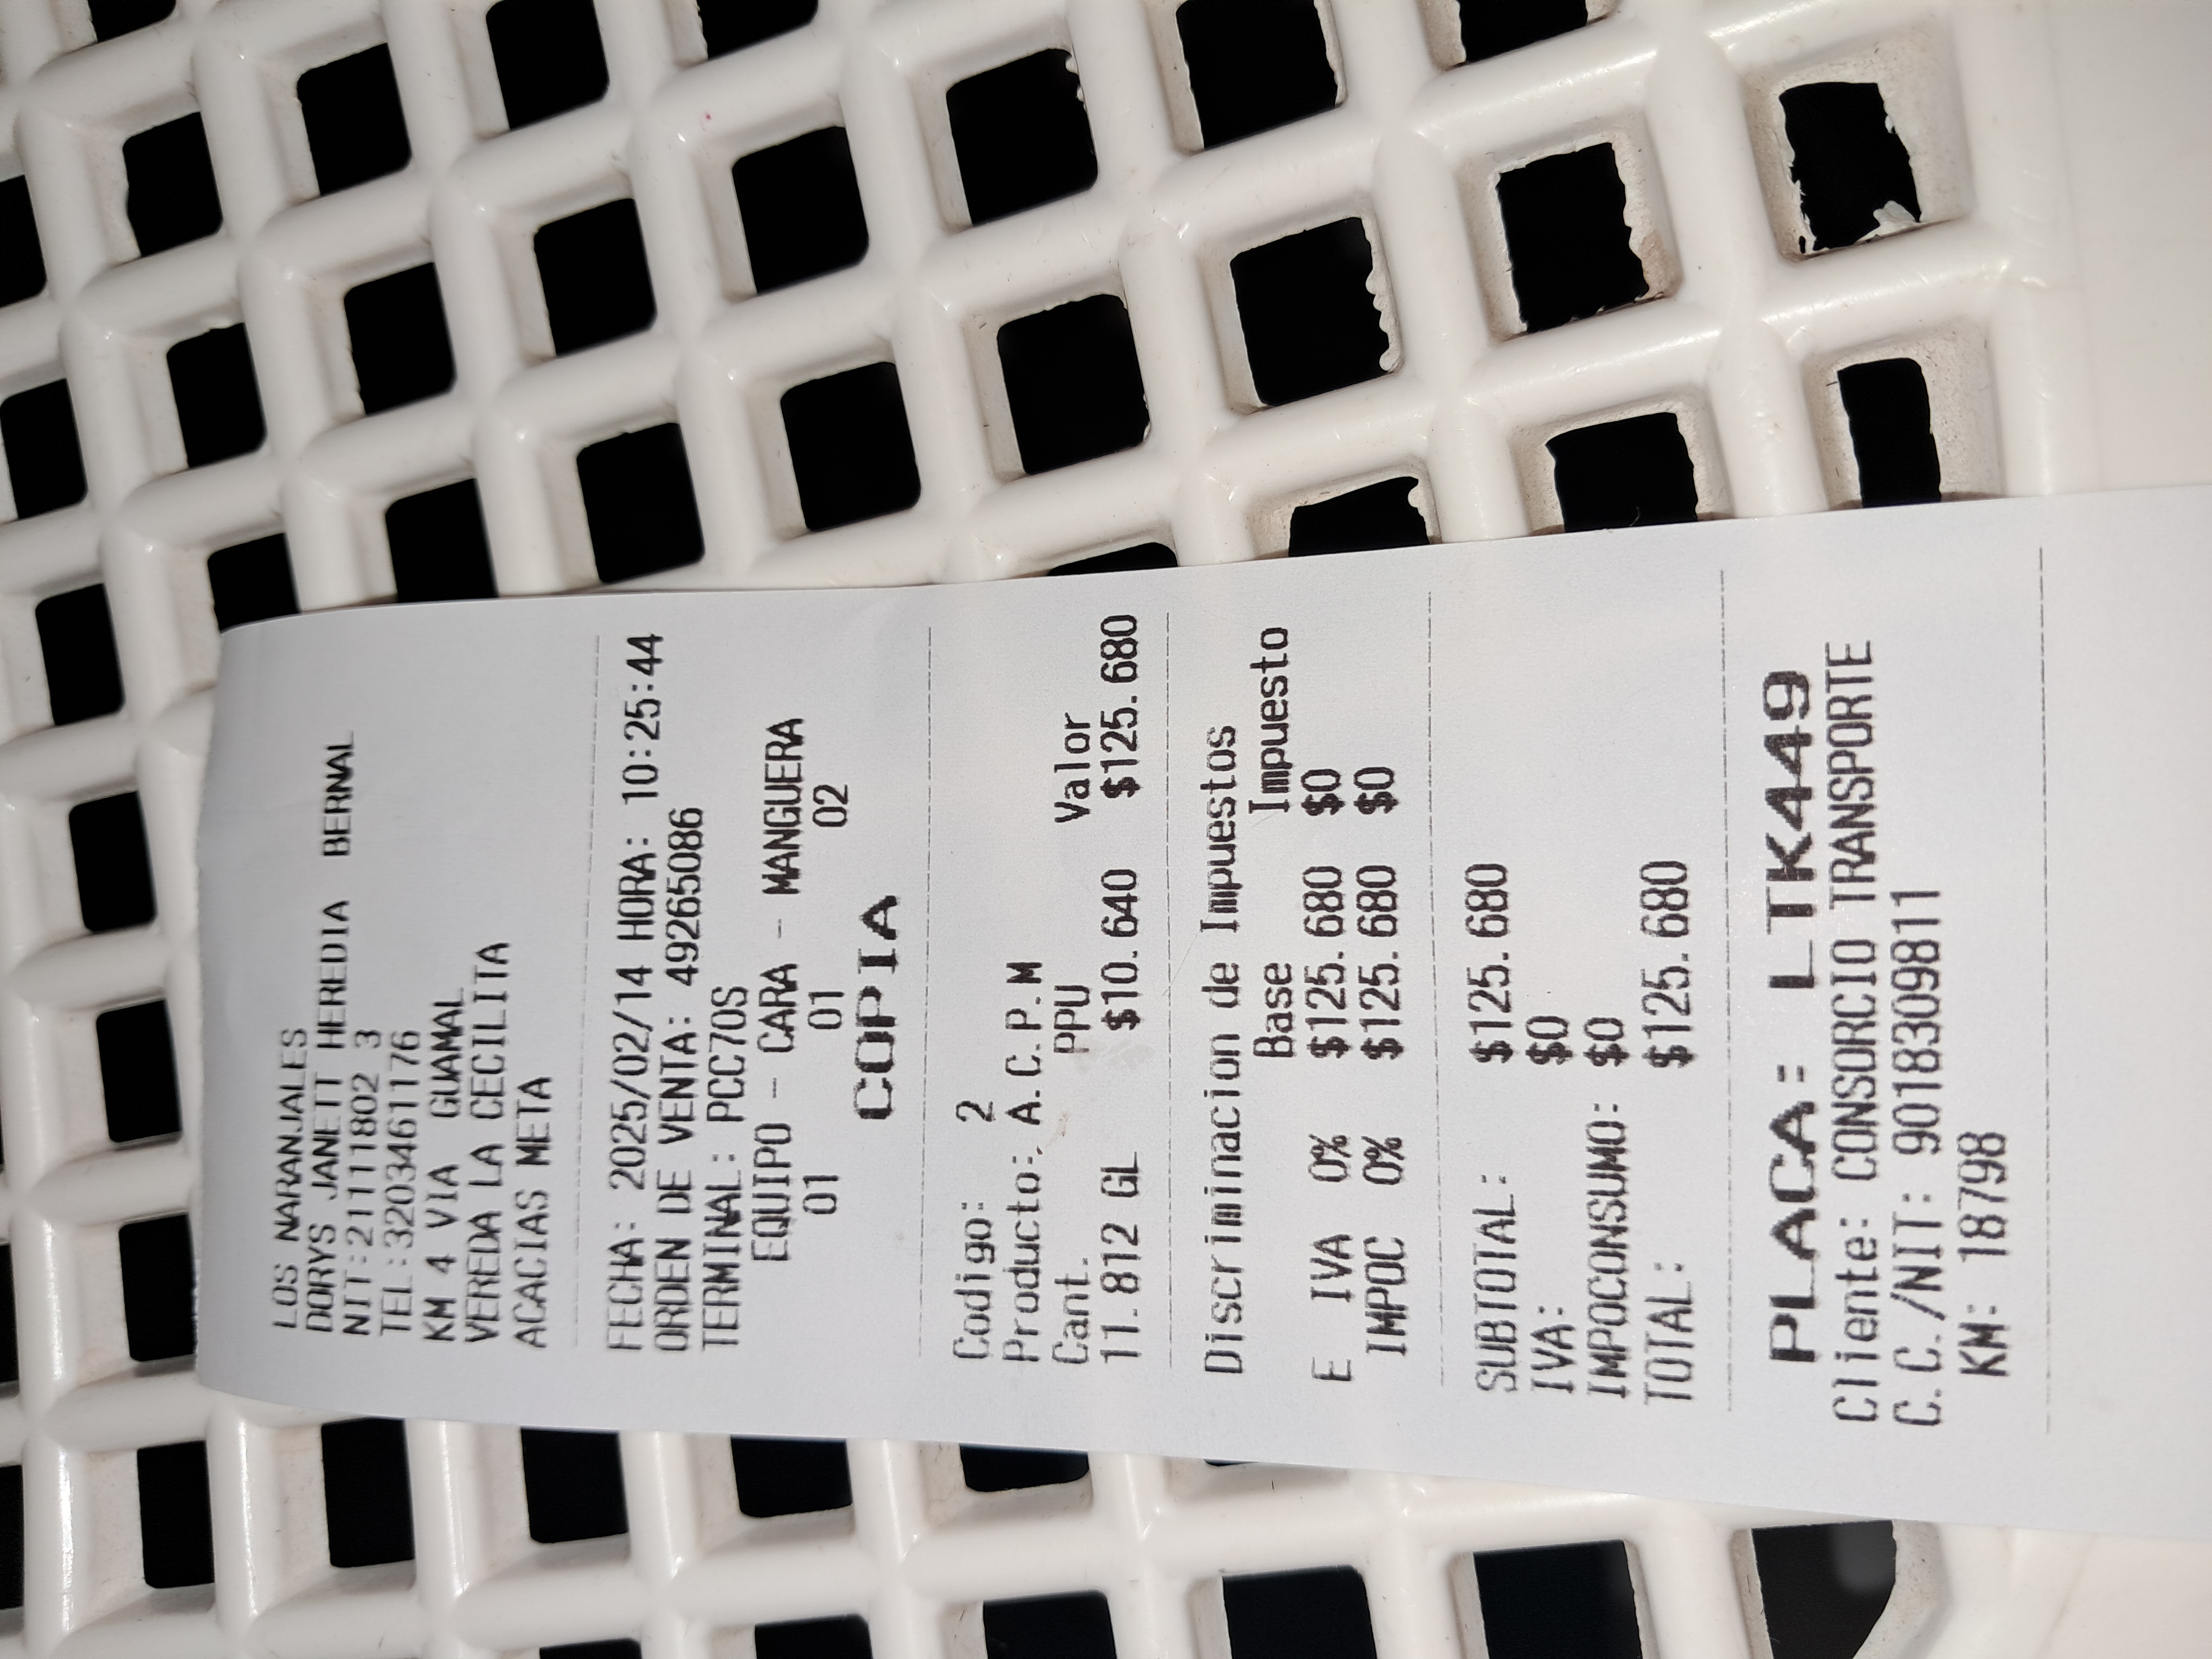 LOS NARANJALES
DORYS JANETT HEREDIA BERNAL
NIT:21111802 3
TEL:3203461176
KM 4 VIA GUAMAL
VEREDA LA CECILITA
ACACIAS META
FECHA: 2025/02/14 HORA: 10:25:44
ORDEN DE VENTA: 49265086
TERMINAL: PCC70S
EQUIPO - CARA - MANGUERA
01 01 02
COPIA
Codigo: 2
Producto: A.C.P.M
Cant. PPU Valor
11.812 GL $10.640 $125.680
Discriminacion de Impuestos
Base Impuesto
E IVA 0% $125.680 $0
IMPOC 0% $125.680 $0
SUBTOTAL: $125.680
IVA: $0
IMPOCONSUMO: $0
TOTAL: $125.680
PLACA: LTK449
Cliente: CONSORCIO TRANSPORTE
C.C./NIT: 9018309811
KM: 18798